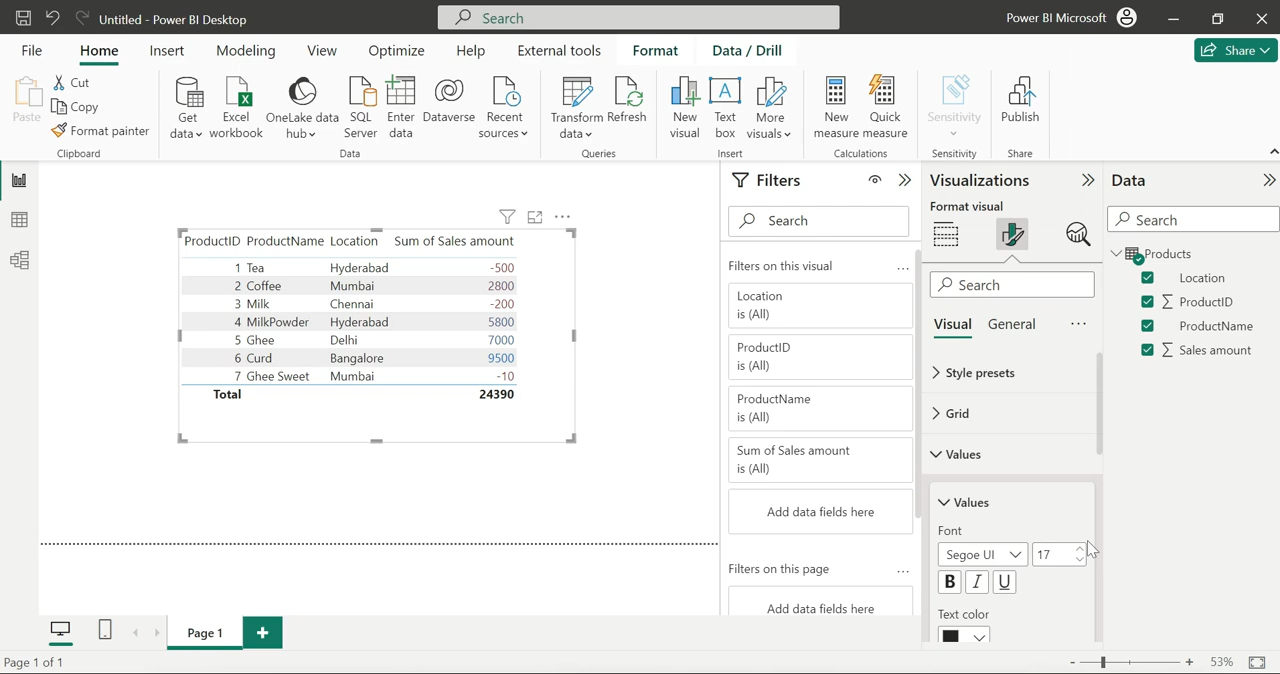 Untitled - Power BI Desktop
Search
Power BI Microsoft
File Home Insert Modeling View Optimize Help External tools Format Data / Drill
Share
Paste
Cut
Copy
Format painter
Clipboard
Get data
Excel workbook
OneLake data hub
SQL Server
Enter data
Dataverse
Recent sources
Data
Transform data
Refresh
Queries
New visual
Text box
More visuals
Insert
New measure
Quick measure
Calculations
Sensitivity
Sensitivity
Publish
Share
ProductID ProductName Location Sum of Sales amount
1 Tea Hyderabad -500
2 Coffee Mumbai 2800
3 Milk Chennai -200
4 MilkPowder Hyderabad 5800
5 Ghee Delhi 7000
6 Curd Bangalore 9500
7 Ghee Sweet Mumbai -10
Total 24390
Filters
Search
Filters on this visual ...
Location
is (All)
ProductID
is (All)
ProductName
is (All)
Sum of Sales amount
is (All)
Add data fields here
Filters on this page ...
Add data fields here
Visualizations
Format visual
Search
Visual General ...
Style presets
Grid
Values
Values
Font
Segoe UI 17
B I U
Text color
Data
Search
Products
Location
Σ ProductID
ProductName
Σ Sales amount
Page 1
Page 1 of 1
- + 53%